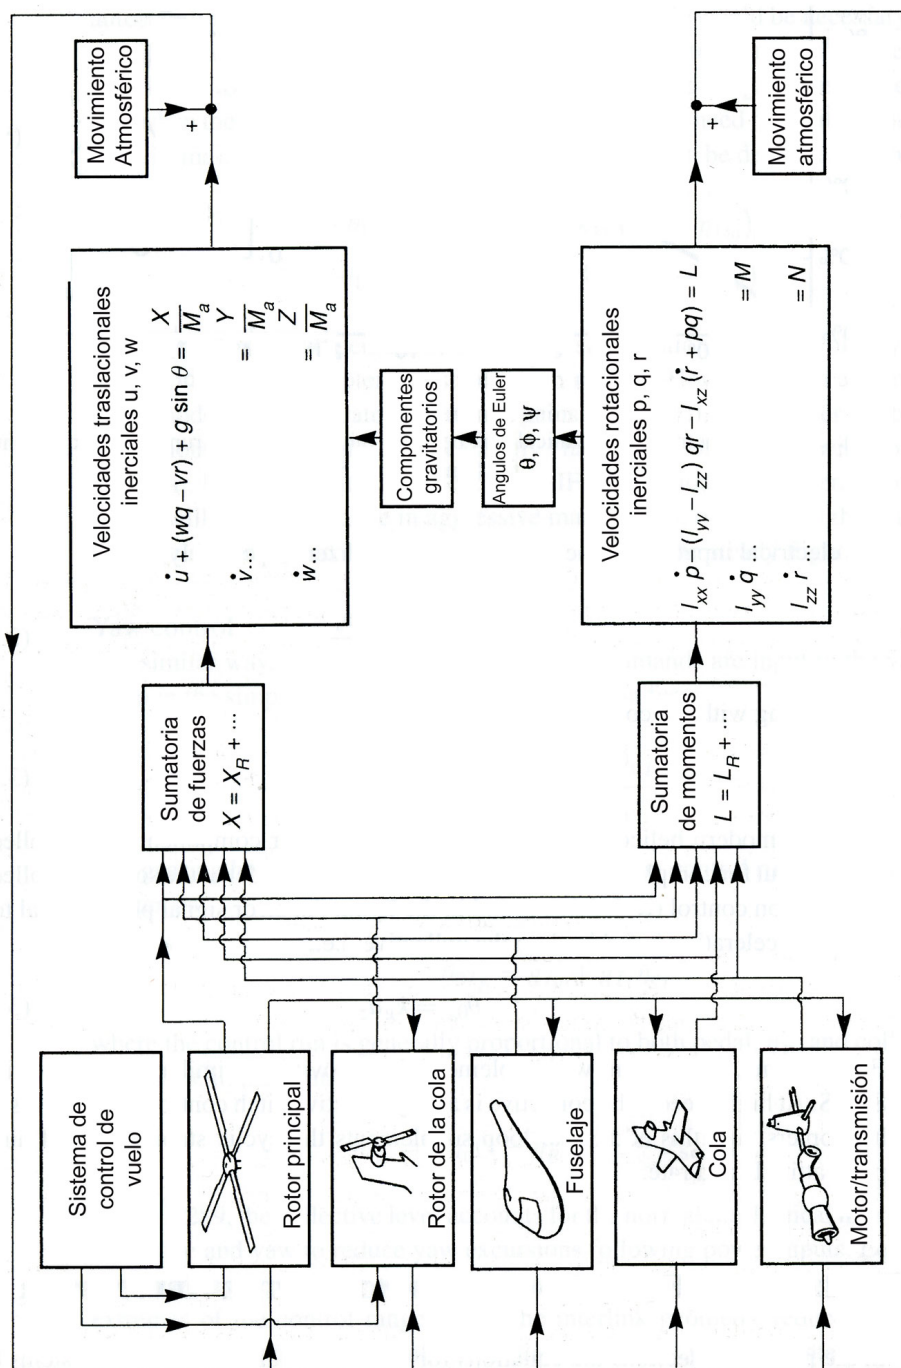 Sistema de
control de
vuelo
Rotor principal
Rotor de la cola
Fuselaje
Cola
Motor/transmisión
Sumatoria
de fuerzas
X = X_R + ...
Sumatoria
de momentos
L = L_R + ...
Velocidades traslacionales
inerciales u, v, w
u̇ + (wq – vr) + g sin θ = X/M_a
v̇... = Y/M_a
ẇ... = Z/M_a
Componentes
gravitatorios
Angulos de Euler
θ, ϕ, ψ
Velocidades rotacionales
inerciales p, q, r
I_xx ṗ – (I_yy – I_zz) qr – I_xz (ṙ + pq) = L
I_yy q̇ = M
I_zz ṙ ... = N
Movimiento
Atmosférico
+
Movimiento
atmosférico
+